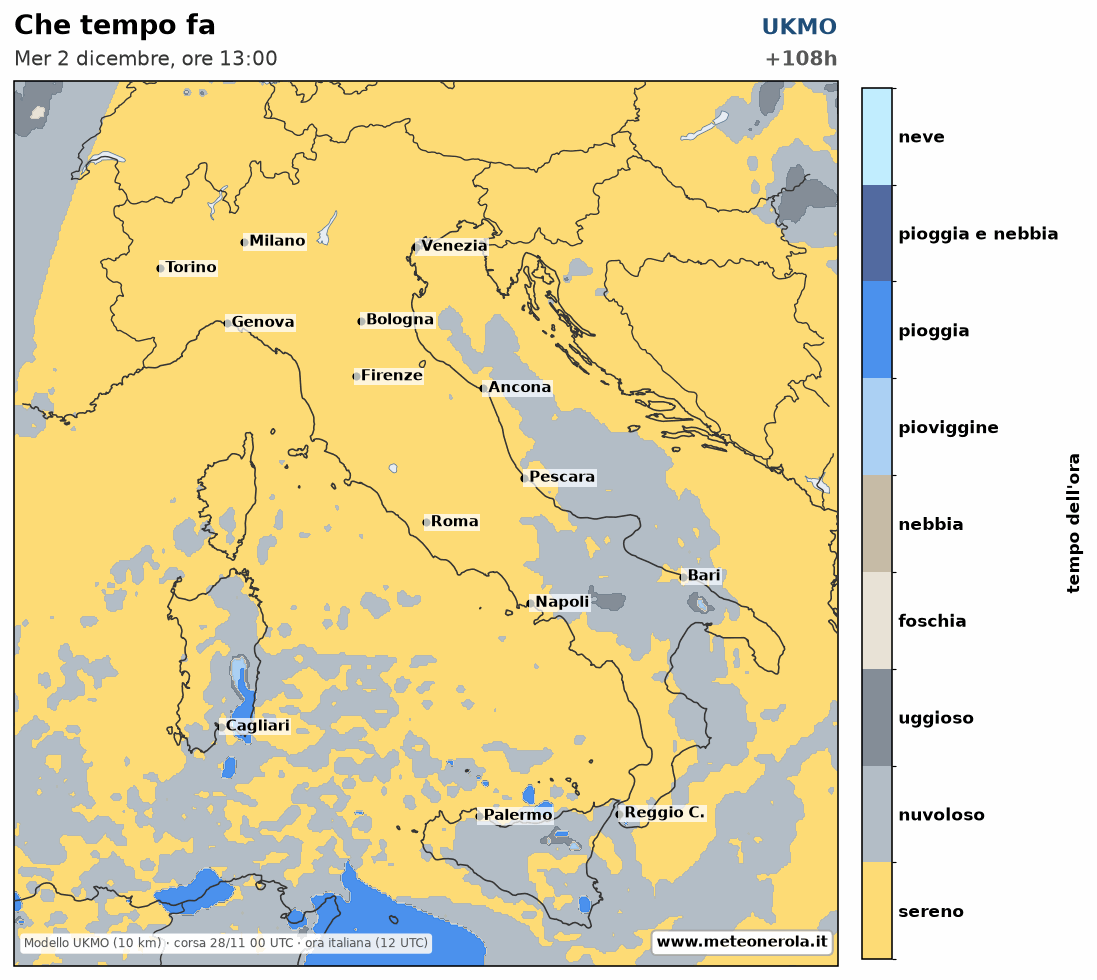 Che tempo fa
UKMO
Mer 2 dicembre, ore 13:00
+108h
neve
pioggia e nebbia
pioggia
pioviggine
nebbia
foschia
uggioso
nuvoloso
sereno
tempo dell'ora
Milano
Venezia
Torino
Genova
Bologna
Firenze
Ancona
Pescara
Roma
Bari
Napoli
Cagliari
Palermo
Reggio C.
Modello UKMO (10 km) · corsa 28/11 00 UTC · ora italiana (12 UTC)
www.meteonerola.it